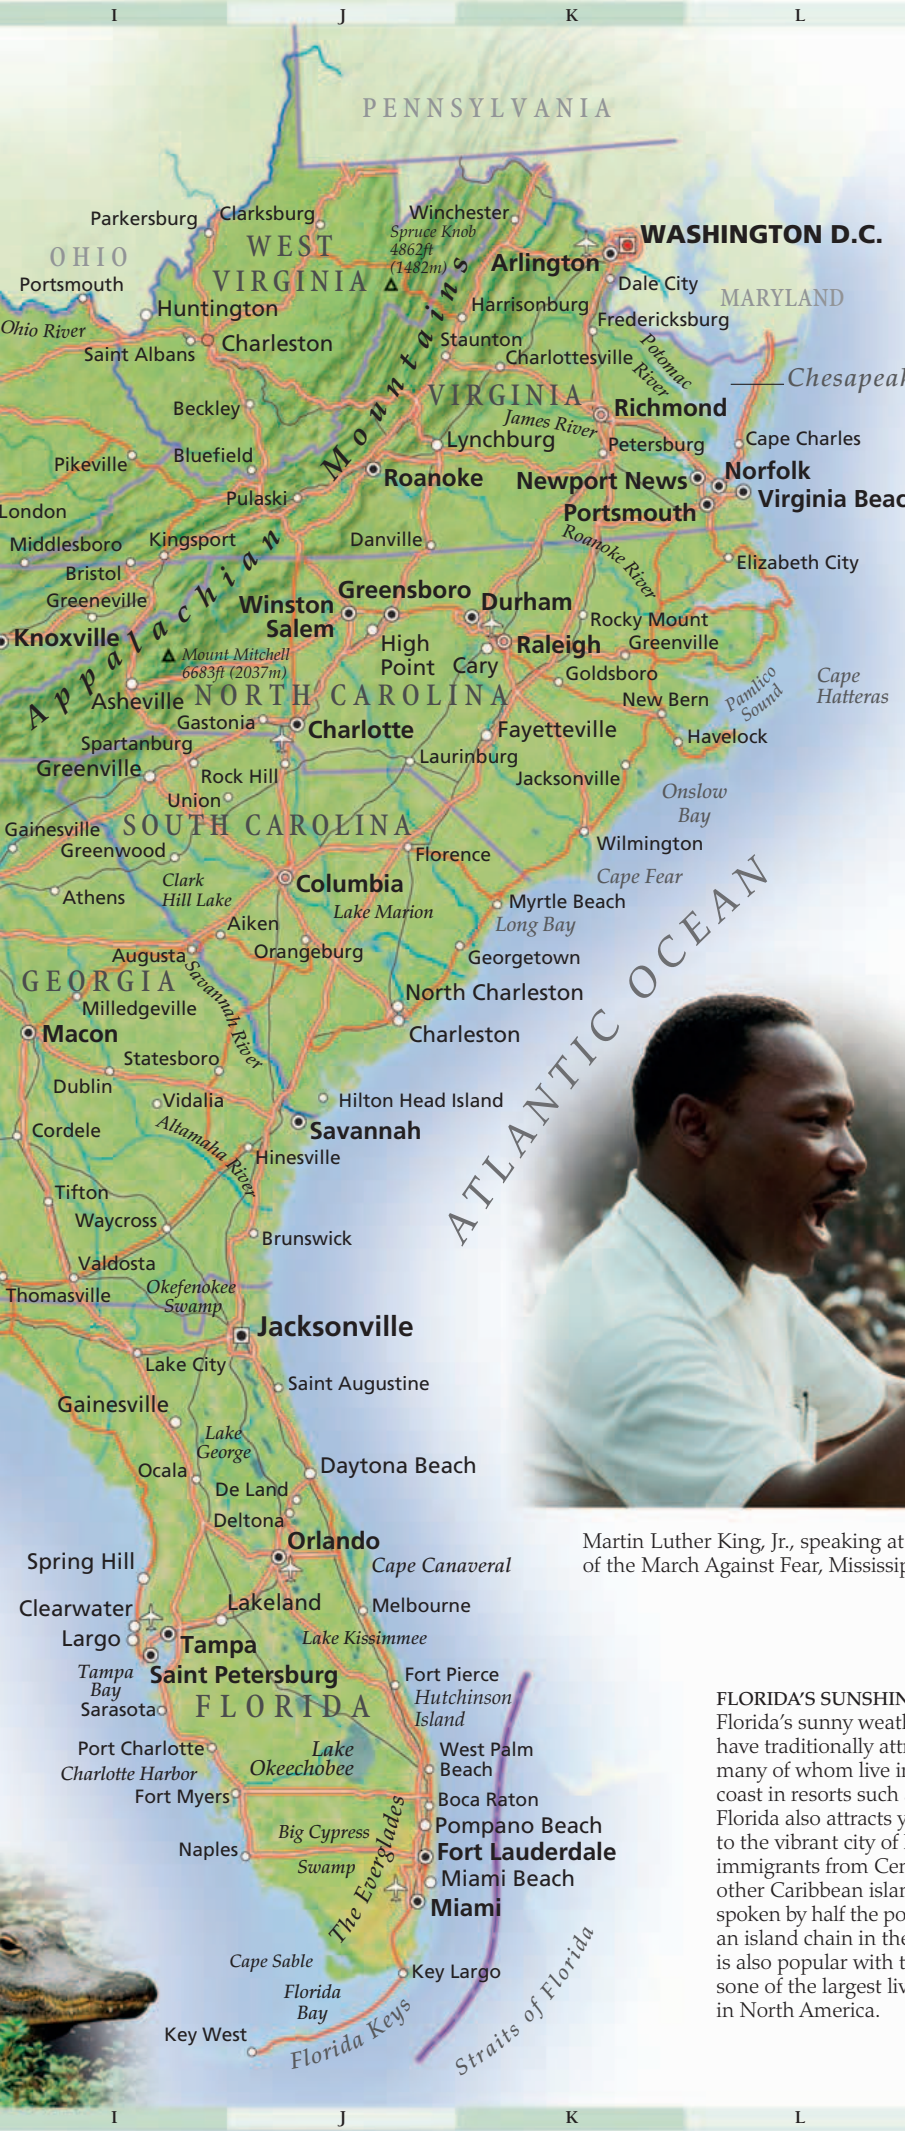 I
J
K
L
PENNSYLVANIA
Parkersburg
Clarksburg
Winchester
Spruce Knob
4862ft
(1482m)
WASHINGTON D.C.
OHIO
WEST
VIRGINIA
Arlington
Portsmouth
Dale City
MARYLAND
Huntington
Harrisonburg
Fredericksburg
Ohio River
Saint Albans
Charleston
Staunton
Charlottesville
Potomac
River
Chesapeak
VIRGINIA
Beckley
James River
Richmond
Lynchburg
Petersburg
Cape Charles
Pikeville
Bluefield
Roanoke
Newport News
Norfolk
Pulaski
Portsmouth
Virginia Beac
London
Middlesboro
Kingsport
Danville
Roanoke River
Elizabeth City
Bristol
Appalachian Mountains
Greeneville
Winston
Salem
Greensboro
Durham
Rocky Mount
Knoxville
High
Point
Cary
Raleigh
Greenville
Mount Mitchell
6683ft (2037m)
Goldsboro
Asheville
NORTH CAROLINA
New Bern
Pamlico
Sound
Cape
Hatteras
Gastonia
Charlotte
Fayetteville
Havelock
Spartanburg
Greenville
Rock Hill
Laurinburg
Jacksonville
Union
Onslow
Bay
Gainesville
SOUTH CAROLINA
Greenwood
Florence
Wilmington
Athens
Clark
Hill Lake
Columbia
Cape Fear
Lake Marion
Myrtle Beach
Long Bay
Aiken
Augusta
Orangeburg
Georgetown
GEORGIA
Savannah River
Milledgeville
North Charleston
Macon
Charleston
ATLANTIC OCEAN
Statesboro
Dublin
Vidalia
Hilton Head Island
Cordele
Altamaha River
Savannah
Hinesville
Tifton
Waycross
Brunswick
Valdosta
Thomasville
Okefenokee
Swamp
Jacksonville
Lake City
Saint Augustine
Gainesville
Lake
George
Ocala
Daytona Beach
De Land
Deltona
Orlando
Martin Luther King, Jr., speaking at
of the March Against Fear, Mississip
Spring Hill
Cape Canaveral
Clearwater
Lakeland
Melbourne
Largo
Tampa
Lake Kissimmee
Saint Petersburg
Tampa
Bay
Fort Pierce
Sarasota
FLORIDA
Hutchinson
Island
Port Charlotte
Lake
Okeechobee
West Palm
Beach
Charlotte Harbor
Fort Myers
Boca Raton
Big Cypress
Swamp
Pompano Beach
Naples
The Everglades
Fort Lauderdale
Miami Beach
Miami
Cape Sable
Key Largo
Florida
Bay
Straits of Florida
Key West
Florida Keys
FLORIDA'S SUNSHIN
Florida's sunny weath
have traditionally attr
many of whom live in
coast in resorts such
Florida also attracts y
to the vibrant city of
immigrants from Cen
other Caribbean islan
spoken by half the po
an island chain in the
is also popular with t
sone of the largest liv
in North America.
I
J
K
L